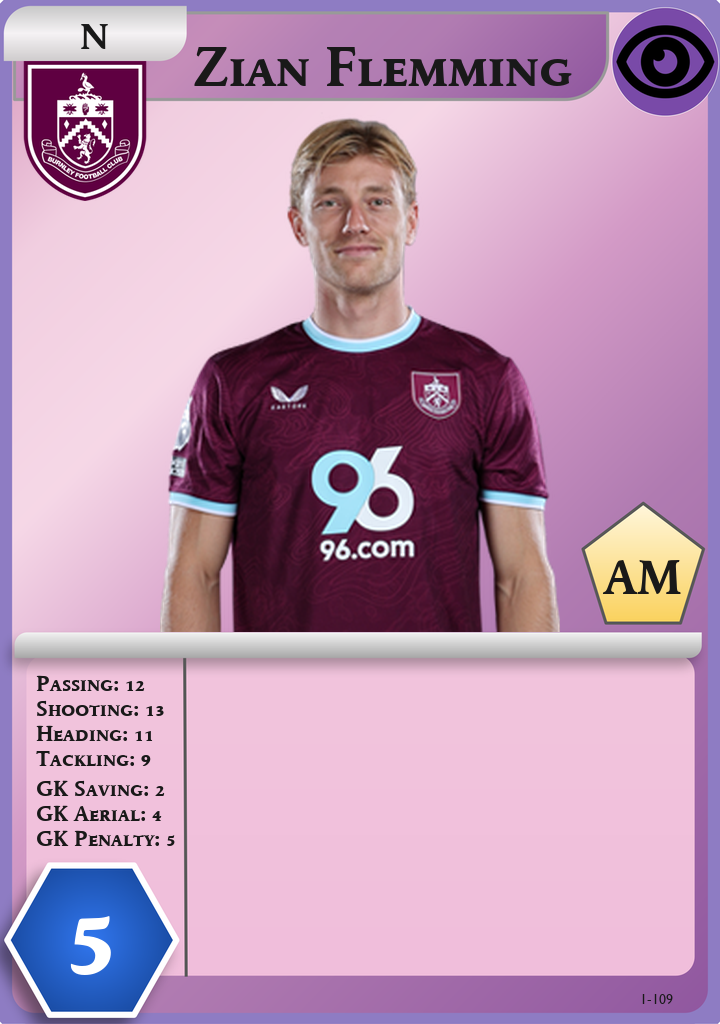 N
Zian Flemming
BURNLEY FOOTBALL CLUB
CASTORE
96
96.com
AM
Passing: 12
Shooting: 13
Heading: 11
Tackling: 9
GK Saving: 2
GK Aerial: 4
GK Penalty: 5
5
1-109